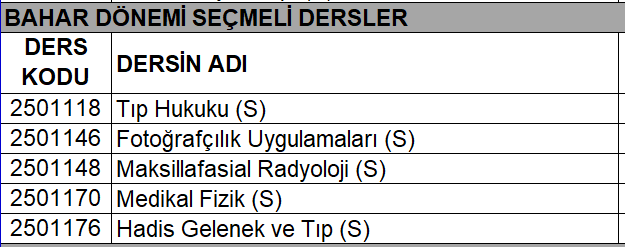 BAHAR DÖNEMİ SEÇMELİ DERSLER
DERS KODU DERSİN ADI
2501118 Tıp Hukuku (S)
2501146 Fotoğrafçılık Uygulamaları (S)
2501148 Maksillafasial Radyoloji (S)
2501170 Medikal Fizik (S)
2501176 Hadis Gelenek ve Tıp (S)